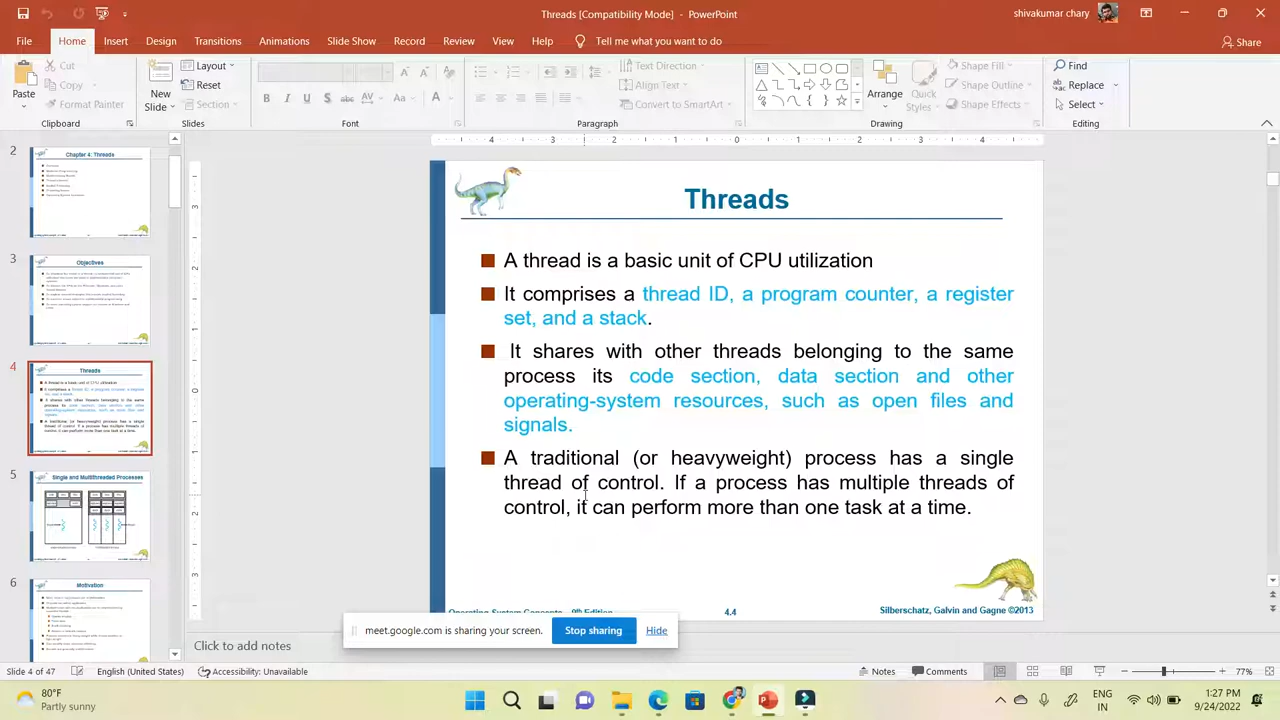 Threads [Compatibility Mode] - PowerPoint
shivakumar chary
File Home Insert Design Transitions Animations Slide Show Record Review View Help Tell me what you want to do Share
Cut
Copy
Format Painter
Paste
Clipboard
New
Slide
Layout
Reset
Section
Slides
Font
Text Direction
Align Text
Convert to SmartArt
Paragraph
Arrange
Quick
Styles
Shape Fill
Shape Outline
Shape Effects
Drawing
Find
Replace
Select
Editing
2
Chapter 4: Threads
Objectives
4
Threads
Single and Multithreaded Processes
6
Motivation
Threads
A thread is a basic unit of CPU utilization
It comprises a thread ID, a program counter, a register
set, and a stack.
It shares with other threads belonging to the same
process its code section, data section and other
operating-system resources, such as open files and
signals.
A traditional (or heavyweight) process has a single
thread of control. If a process has multiple threads of
control, it can perform more than one task at a time.
Operating System Concepts – 9th Edition
4.4
Silberschatz, Galvin and Gagne ©2013
is sharing your screen.
Stop sharing
Hide
Click to add notes
Slide 4 of 47 English (United States) Accessibility: Unavailable Notes Comments 77%
80°F
Partly sunny
ENG
IN
1:27 PM
9/24/2022